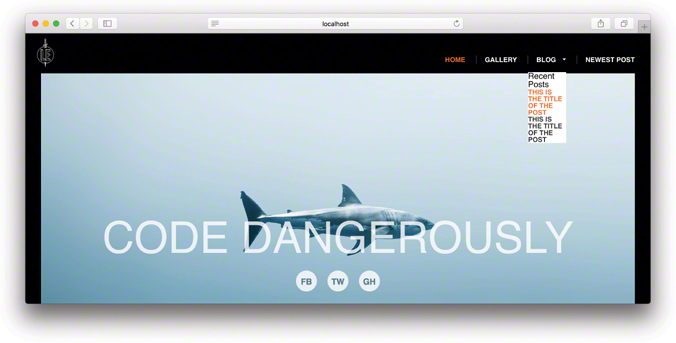 localhost
HOME
GALLERY
BLOG
NEWEST POST
Recent
Posts
THIS IS
THE TITLE
OF THE
POST
THIS IS
THE TITLE
OF THE
POST
CODE DANGEROUSLY
FB
TW
GH